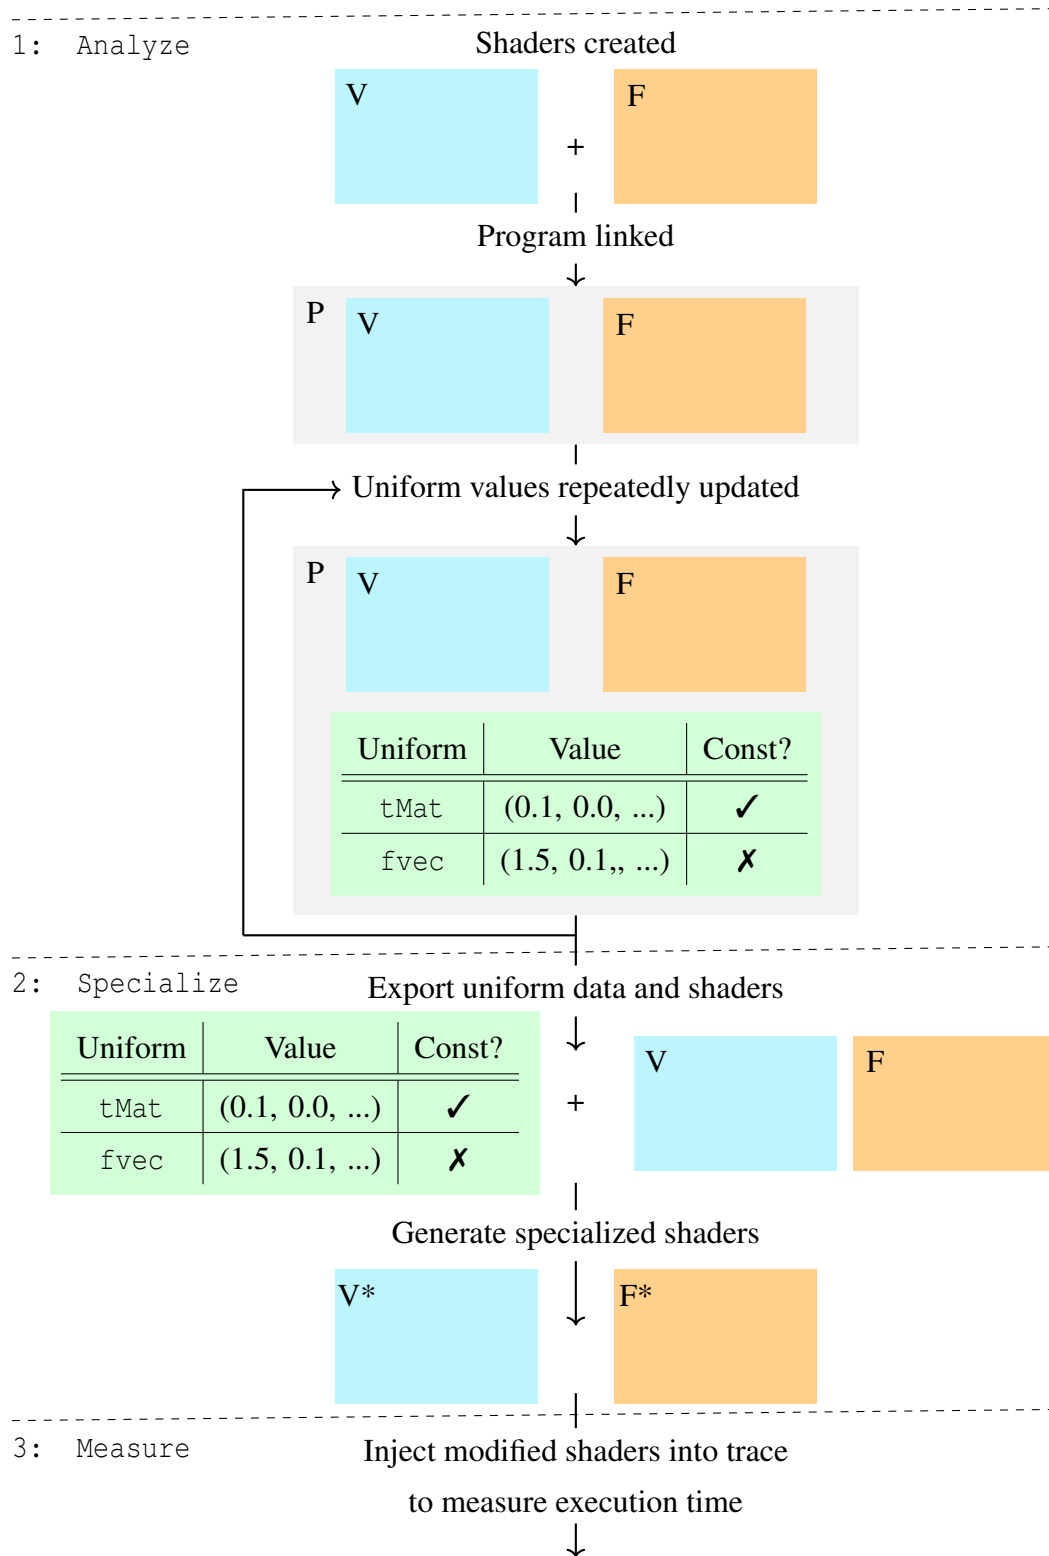 1: Analyze
Shaders created
V
F
+
Program linked
P
V
F
Uniform values repeatedly updated
P
V
F
Uniform Value Const?
tMat (0.1, 0.0, ...) ✓
fvec (1.5, 0.1,, ...) ✗
2: Specialize
Export uniform data and shaders
Uniform Value Const?
tMat (0.1, 0.0, ...) ✓
fvec (1.5, 0.1, ...) ✗
+
V
F
Generate specialized shaders
V*
F*
3: Measure
Inject modified shaders into trace
to measure execution time